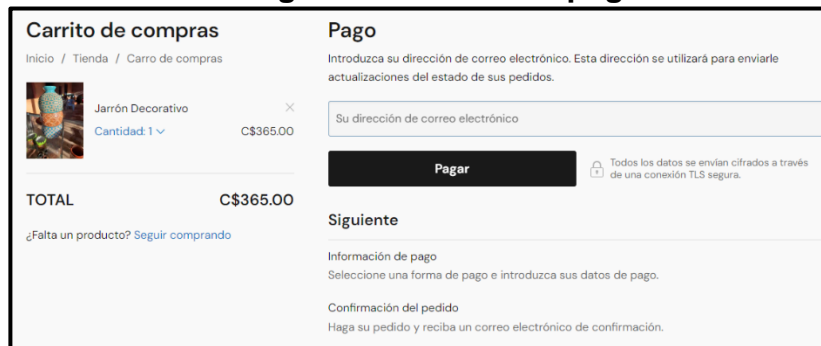 Carrito de compras
Inicio / Tienda / Carro de compras
Jarrón Decorativo
Cantidad: 1
C$365.00
TOTAL C$365.00
¿Falta un producto? Seguir comprando
Pago
Introduzca su dirección de correo electrónico. Esta dirección se utilizará para enviarle
actualizaciones del estado de sus pedidos.
Su dirección de correo electrónico
Pagar
Todos los datos se envían cifrados a través
de una conexión TLS segura.
Siguiente
Información de pago
Seleccione una forma de pago e introduzca sus datos de pago.
Confirmación del pedido
Haga su pedido y reciba un correo electrónico de confirmación.